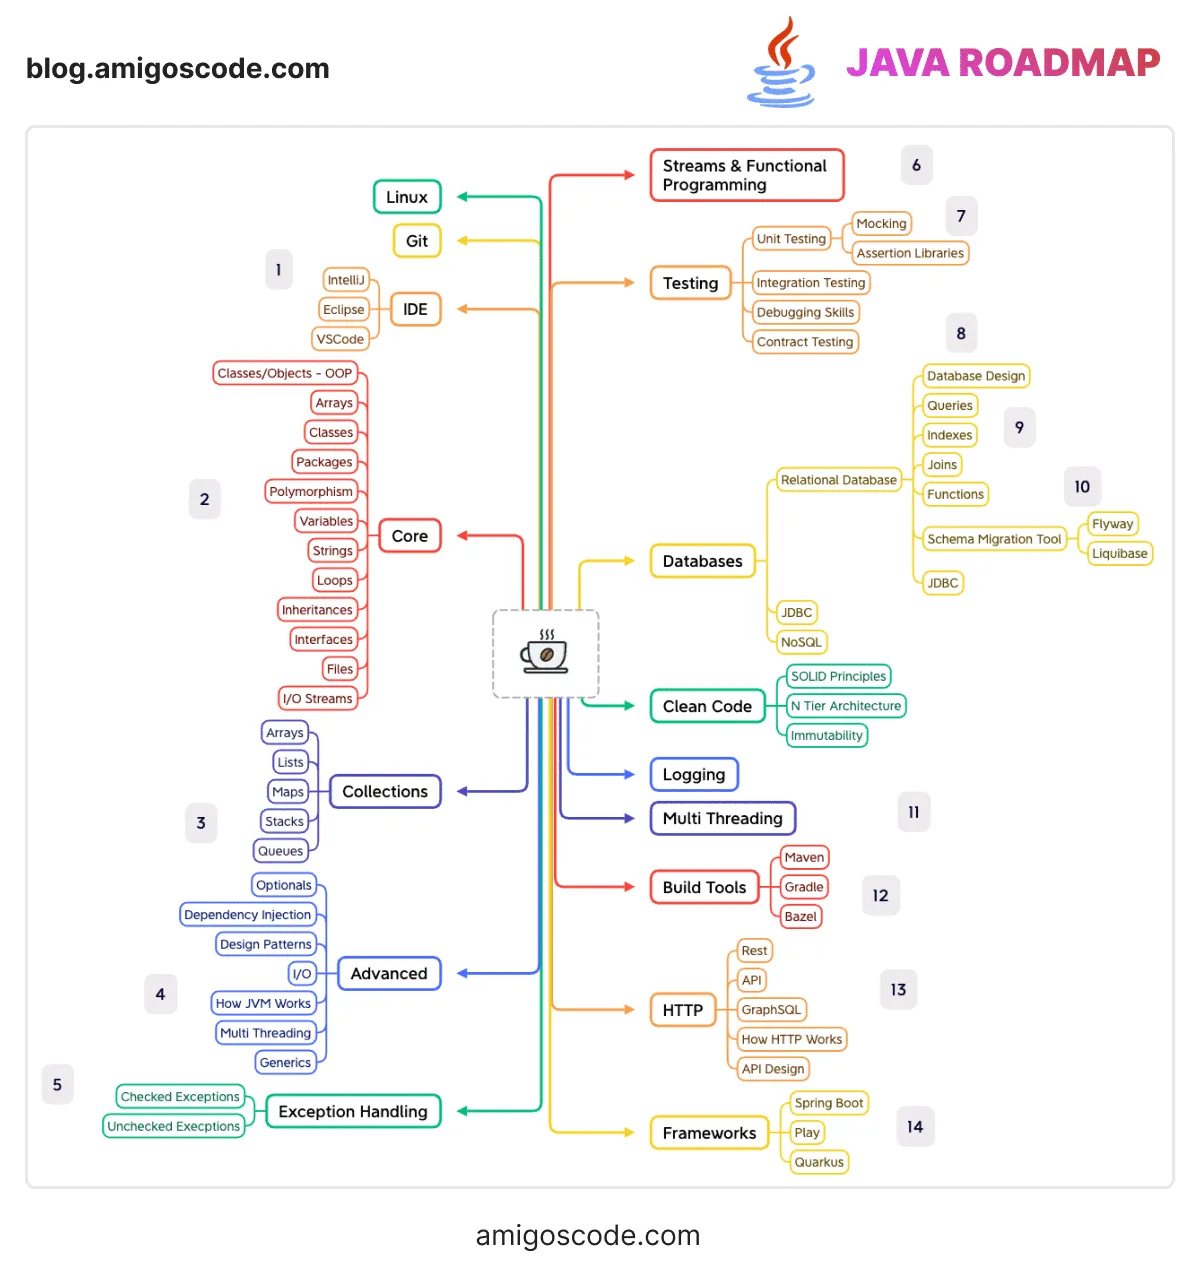 blog.amigoscode.com
JAVA ROADMAP
Linux
Git
1
IntelliJ
Eclipse
VSCode
IDE
Classes/Objects - OOP
Arrays
Classes
Packages
Polymorphism
Variables
Strings
Loops
Inheritances
Interfaces
Files
I/O Streams
2
Core
Arrays
Lists
Maps
Stacks
Queues
3
Collections
Optionals
Dependency Injection
Design Patterns
I/O
How JVM Works
Multi Threading
Generics
4
Advanced
5
Checked Exceptions
Unchecked Execptions
Exception Handling
Streams & Functional
Programming
6
7
Testing
Unit Testing
Mocking
Assertion Libraries
Integration Testing
Debugging Skills
Contract Testing
8
Databases
Relational Database
Database Design
Queries
Indexes
9
Joins
Functions
10
Schema Migration Tool
Flyway
Liquibase
JDBC
JDBC
NoSQL
Clean Code
SOLID Principles
N Tier Architecture
Immutability
Logging
Multi Threading
11
Build Tools
Maven
Gradle
Bazel
12
HTTP
Rest
API
GraphSQL
How HTTP Works
API Design
13
Frameworks
Spring Boot
Play
Quarkus
14
amigoscode.com